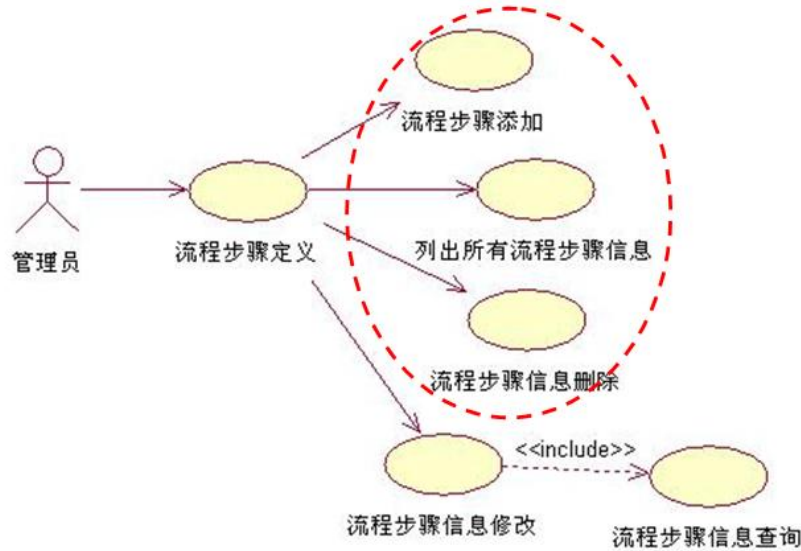 流程步骤添加
管理员
流程步骤定义
列出所有流程步骤信息
流程步骤信息删除
<<include>>
流程步骤信息修改
流程步骤信息查询